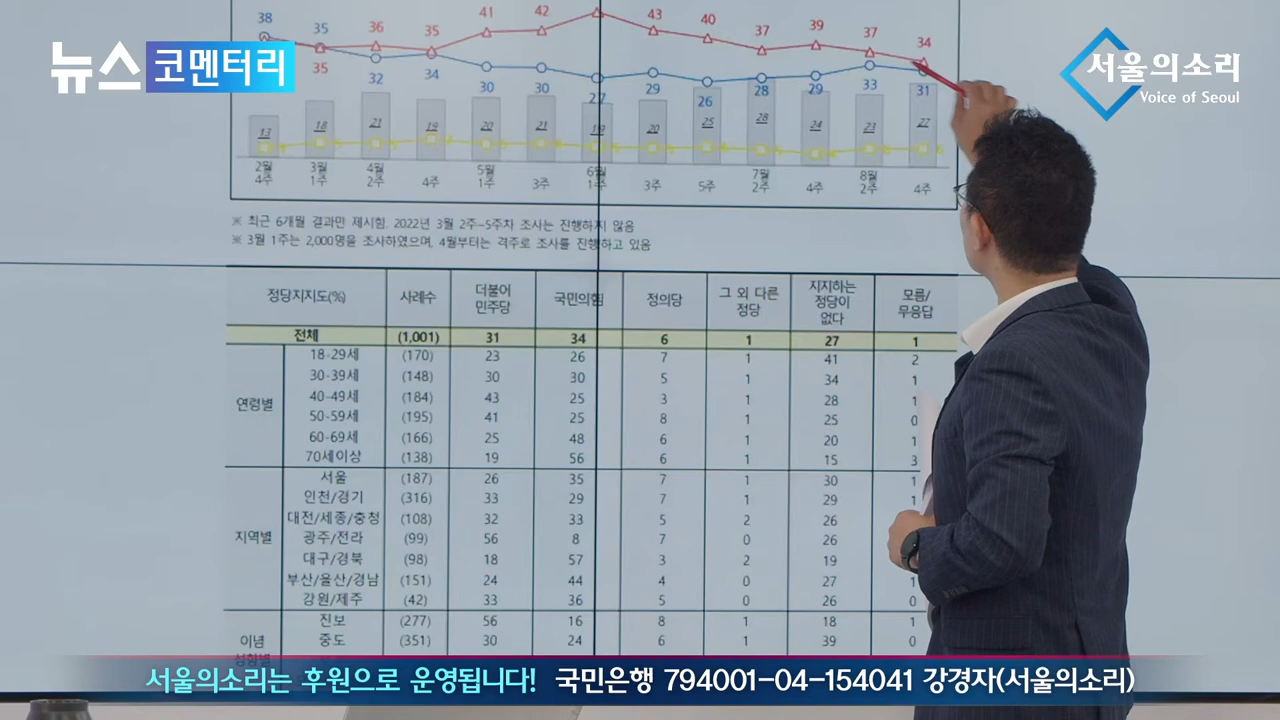 뉴스 코멘터리
서울의소리
Voice of Seoul
38 35 36 35 41 42 43 40 37 39 37 34
35 32 34 30 30 27 29 26 28 29 33 31
13 18 21 19 20 21 19 20 25 28 24 23 27
2월 3월 4월 5월 6월 7월 8월
4주 1주 2주 4주 1주 3주 1주 3주 5주 2주 4주 2주 4주
※ 최근 6개월 결과만 제시함. 2022년 3월 2주~5주차 조사는 진행하지 않음
※ 3월 1주는 2,000명을 조사하였으며, 4월부터는 격주로 조사를 진행하고 있음
정당지지도(%) 사례수 더불어 민주당 국민의힘 정의당 그 외 다른 정당 지지하는 정당이 없다 모름/ 무응답
전체 (1,001) 31 34 6 1 27 1
연령별
18-29세 (170) 23 26 7 1 41 2
30-39세 (148) 30 30 5 1 34 1
40-49세 (184) 43 25 3 1 28 1
50-59세 (195) 41 25 8 1 25 0
60-69세 (166) 25 48 6 1 20 1
70세이상 (138) 19 56 6 1 15 3
지역별
서울 (187) 26 35 7 1 30 1
인천/경기 (316) 33 29 7 1 29 1
대전/세종/충청 (108) 32 33 5 2 26
광주/전라 (99) 56 8 7 0 26
대구/경북 (98) 18 57 3 2 19
부산/울산/경남 (151) 24 44 4 0 27 1
강원/제주 (42) 33 36 5 0 26 0
이념
진보 (277) 56 16 8 1 18 1
중도 (351) 30 24 6 1 39 0
서울의소리는 후원으로 운영됩니다! 국민은행 794001-04-154041 강경자(서울의소리)